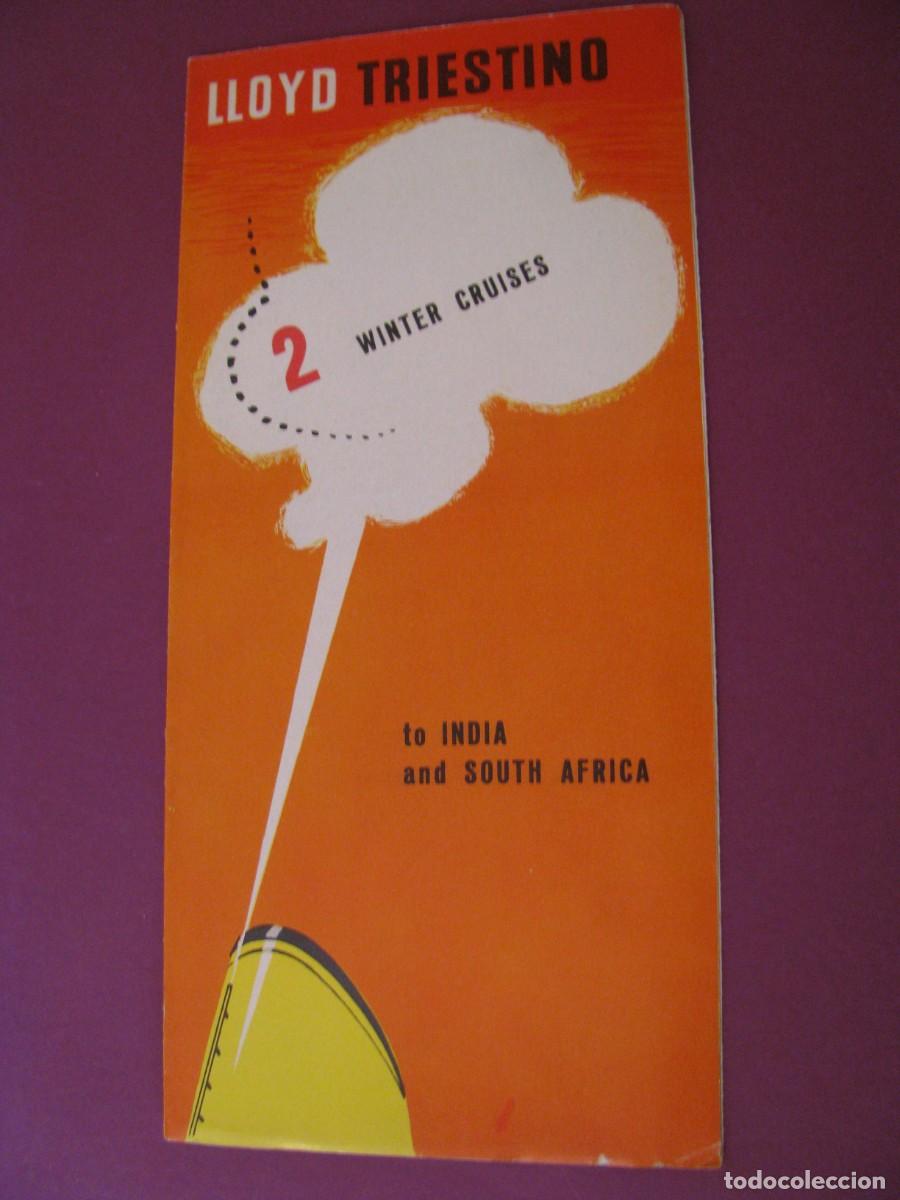 LLOYD TRIESTINO
2 WINTER CRUISES
to INDIA
and SOUTH AFRICA
todocoleccion